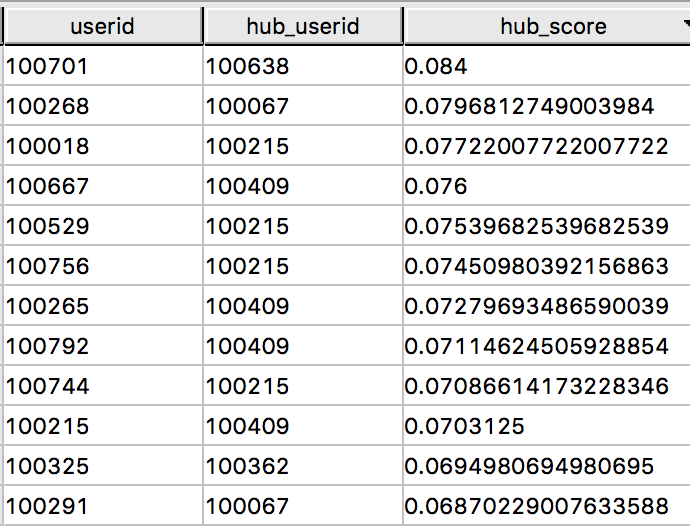 userid hub_userid hub_score
100701 100638 0.084
100268 100067 0.0796812749003984
100018 100215 0.07722007722007722
100667 100409 0.076
100529 100215 0.07539682539682539
100756 100215 0.07450980392156863
100265 100409 0.07279693486590039
100792 100409 0.07114624505928854
100744 100215 0.07086614173228346
100215 100409 0.0703125
100325 100362 0.0694980694980695
100291 100067 0.06870229007633588